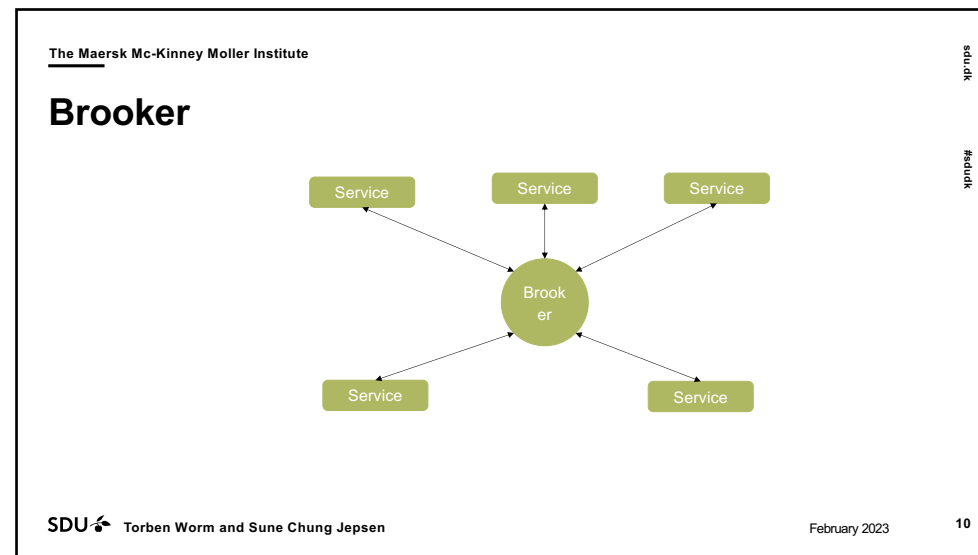 The Maersk Mc-Kinney Moller Institute
sdu.dk
#sdudk
Brooker
Service
Service
Service
Brook
er
Service
Service
SDU
Torben Worm and Sune Chung Jepsen
February 2023
10